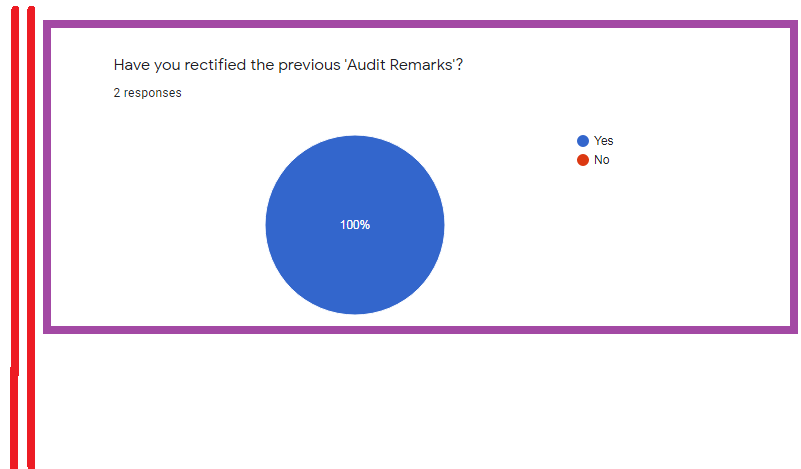 Have you rectified the previous 'Audit Remarks'?
2 responses
Yes
No
100%